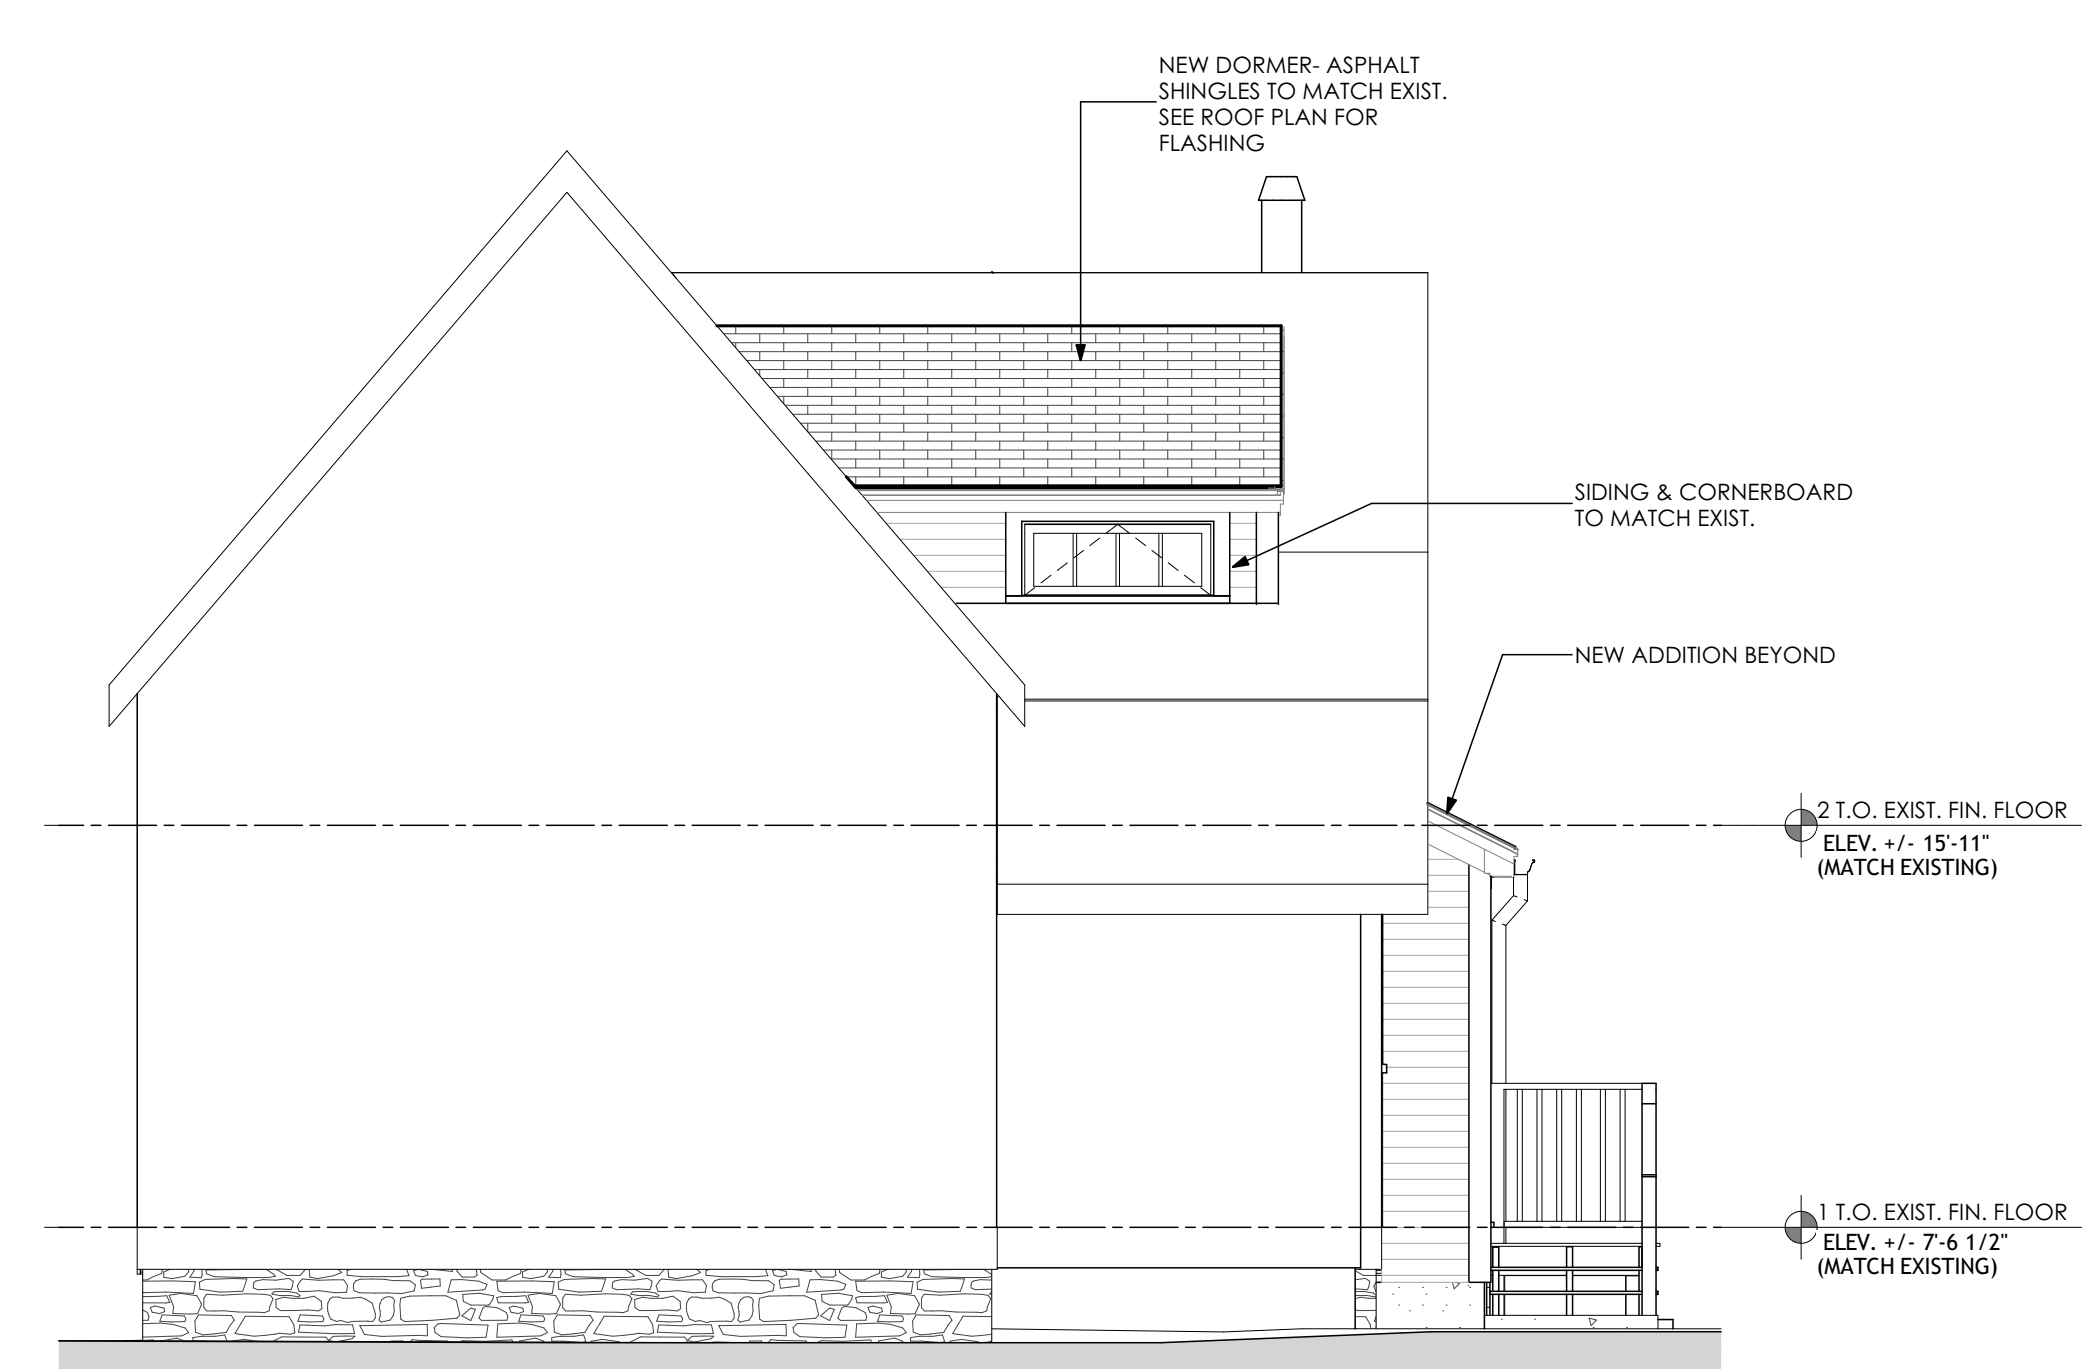 NEW DORMER- ASPHALT
SHINGLES TO MATCH EXIST.
SEE ROOF PLAN FOR
FLASHING
SIDING & CORNERBOARD
TO MATCH EXIST.
NEW ADDITION BEYOND
2 T.O. EXIST. FIN. FLOOR
ELEV. +/- 15'-11"
(MATCH EXISTING)
1 T.O. EXIST. FIN. FLOOR
ELEV. +/- 7'-6 1/2"
(MATCH EXISTING)